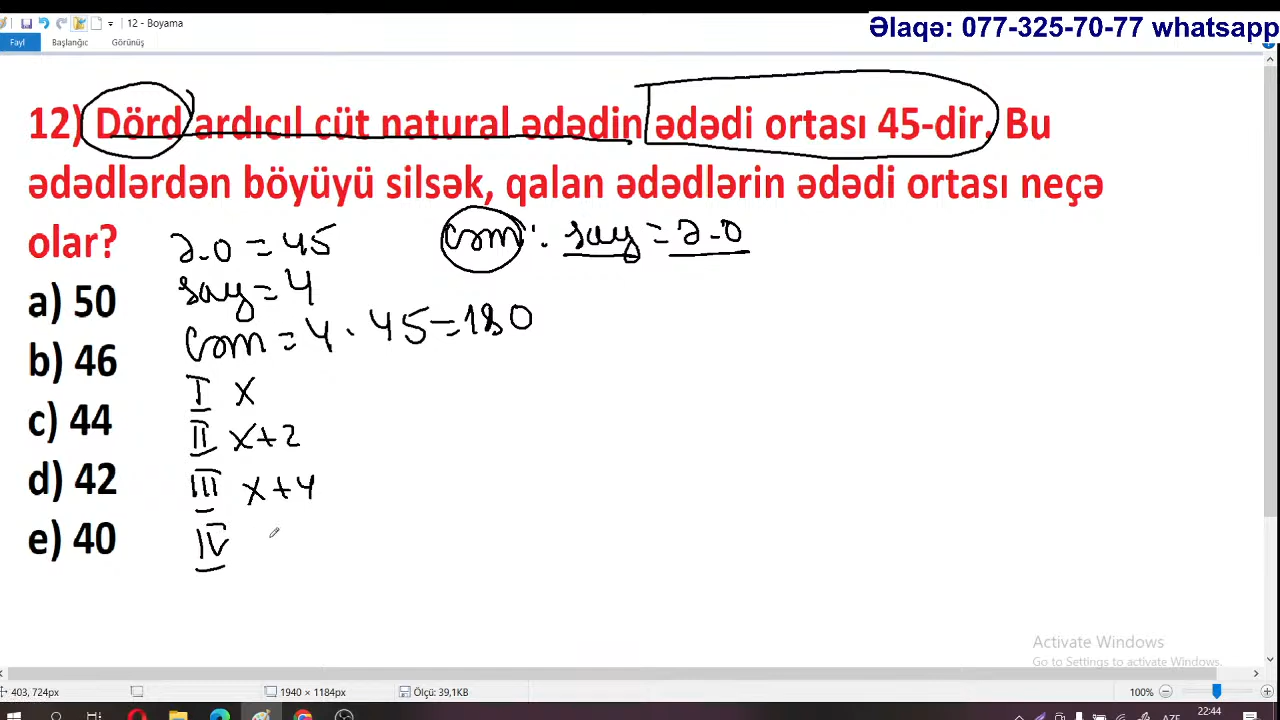 12 - Boyama
Əlaqə: 077-325-70-77 whatsapp
Fayl Başlanğıc Görünüş
12) Dörd ardıcıl cüt natural ədədin ədədi ortası 45-dir. Bu
ədədlərdən böyüyü silsək, qalan ədədlərin ədədi ortası neçə
olar?
ə.o = 45
cəm : say = ə.o
say = 4
a) 50
cəm = 4 · 45 = 180
b) 46
I x
c) 44
II x+2
d) 42
III x+4
e) 40
IV
Activate Windows
Go to Settings to activate Windows.
403, 724px
1940 × 1184px
Ölçü: 39,1KB
100%
AZE
22:44